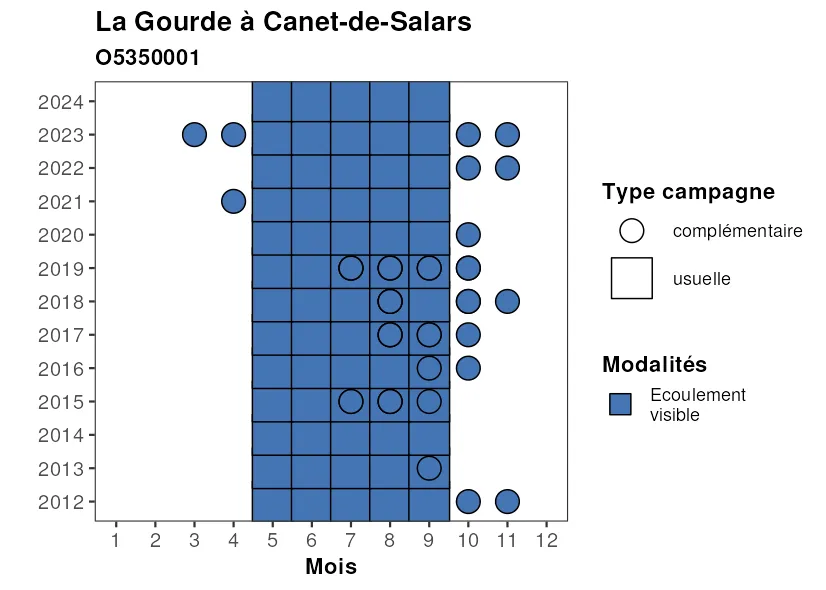 La Gourde à Canet-de-Salars
O5350001
2024
2023
2022
2021
2020
2019
2018
2017
2016
2015
2014
2013
2012
1 2 3 4 5 6 7 8 9 10 11 12
Mois
Type campagne
complémentaire
usuelle
Modalités
Ecoulement
visible